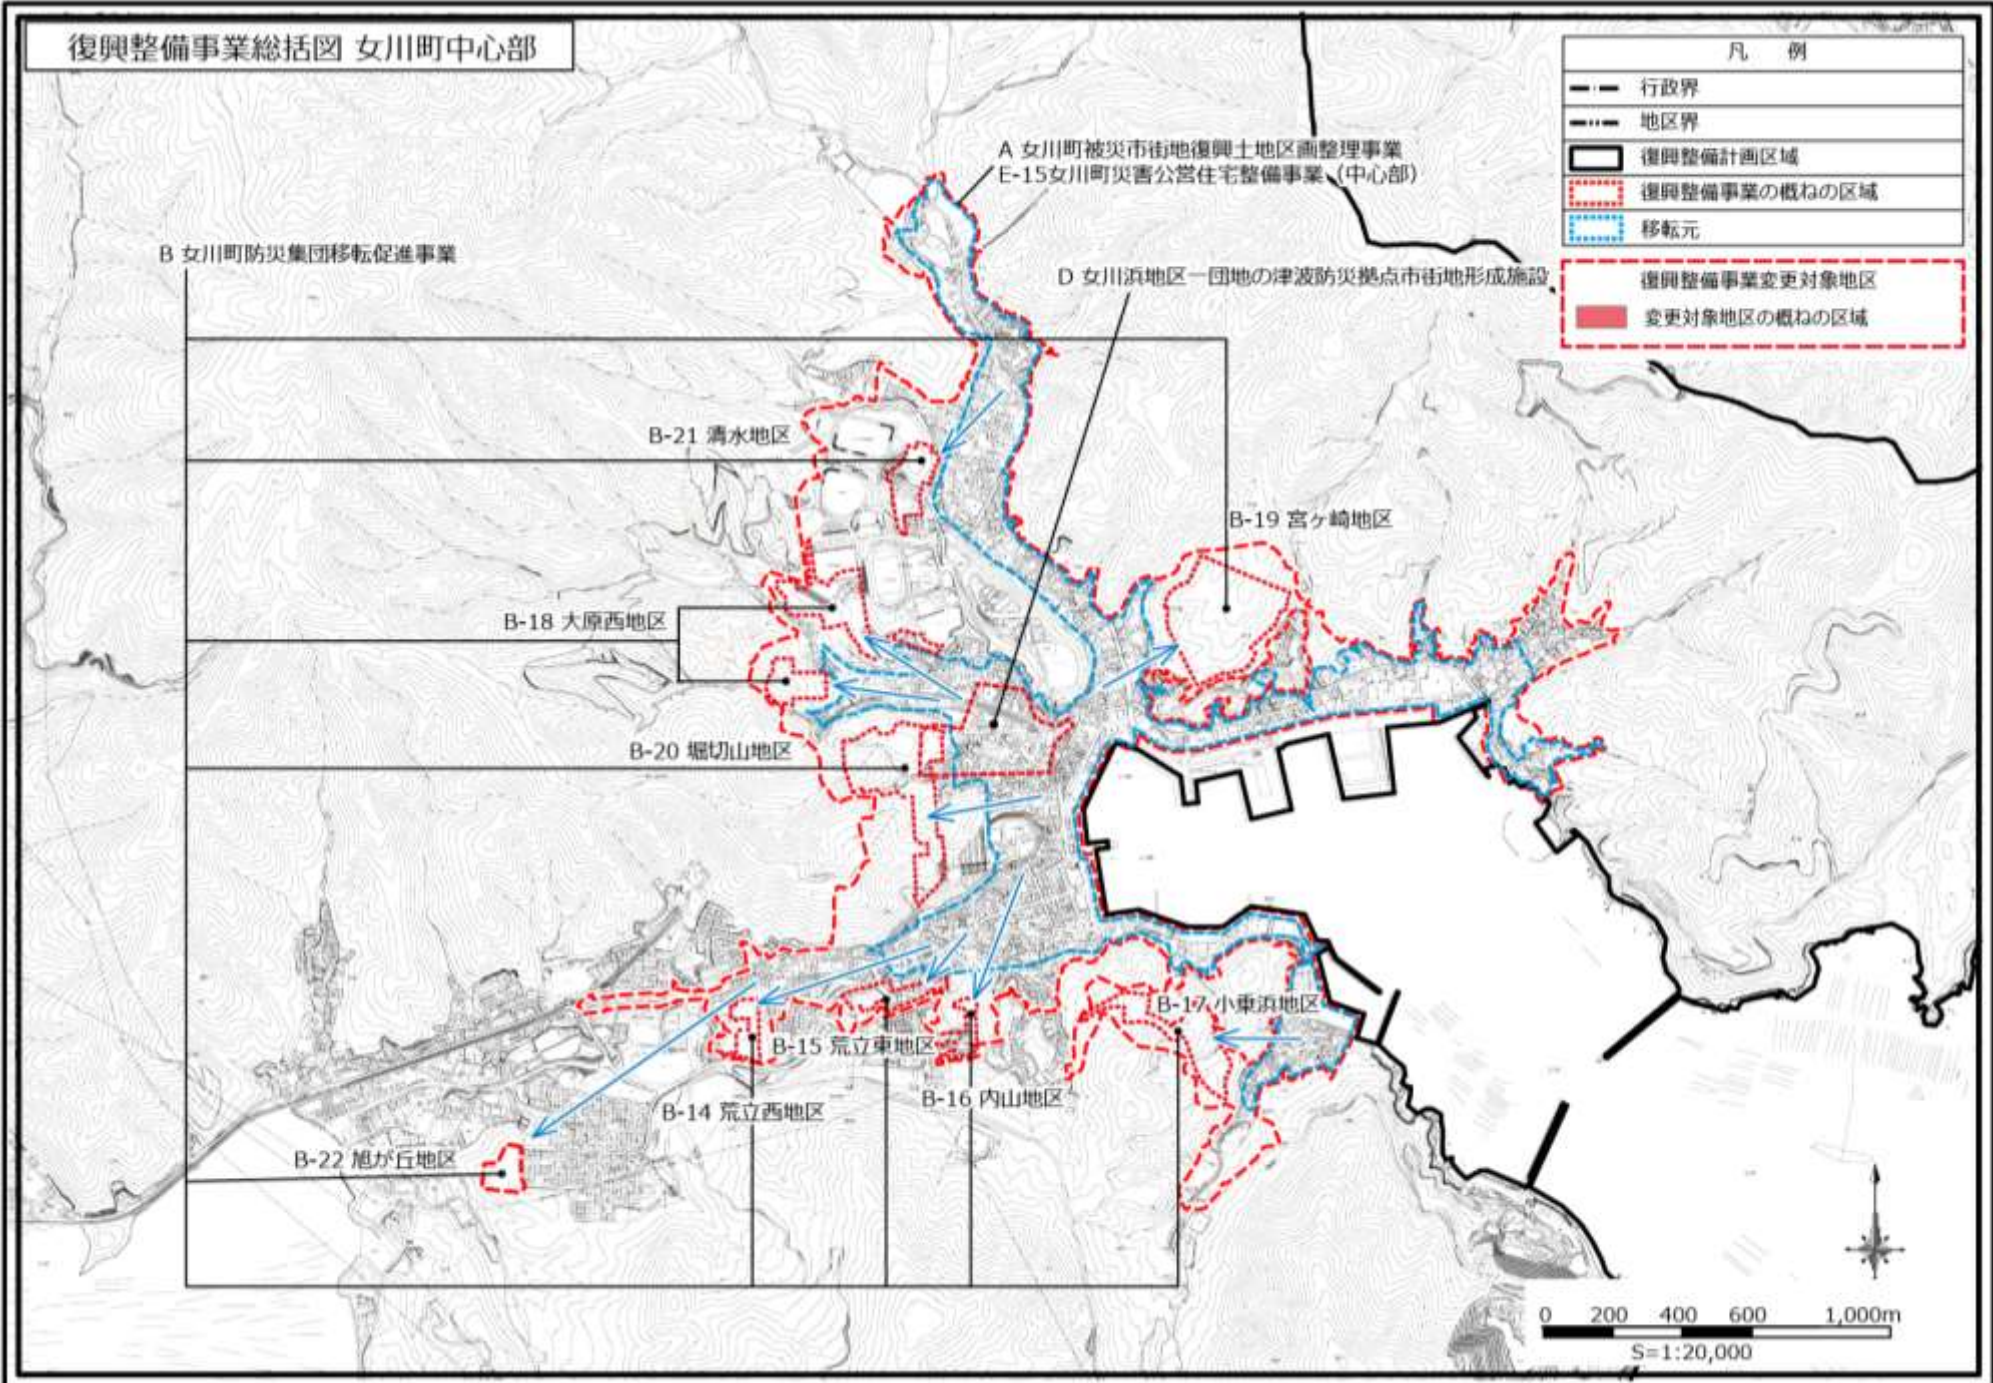 復興整備事業総括図 女川町中心部
凡 例
行政界
地区界
復興整備計画区域
復興整備事業の概ねの区域
移転元
復興整備事業変更対象地区
変更対象地区の概ねの区域
A 女川町被災市街地復興土地区画整理事業
E-15女川町災害公営住宅整備事業（中心部）
B 女川町防災集団移転促進事業
D 女川浜地区一団地の津波防災拠点市街地形成施設
B-21 清水地区
B-19 宮ヶ崎地区
B-18 大原西地区
B-20 堀切山地区
B-17 小乗浜地区
B-15 荒立東地区
B-16 内山地区
B-14 荒立西地区
B-22 旭が丘地区
0 200 400 600 1,000m
S=1:20,000